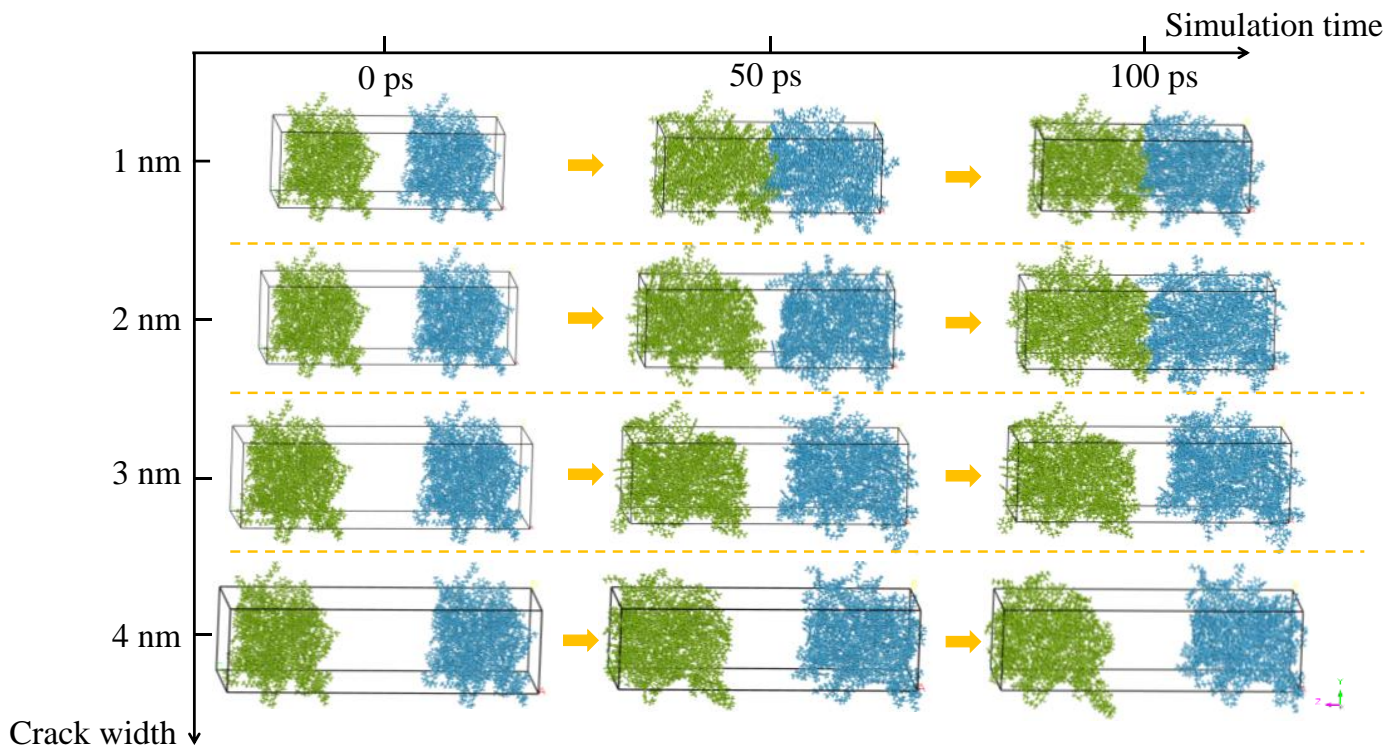 Simulation time
0 ps
50 ps
100 ps
1 nm
2 nm
3 nm
4 nm
Y
Z
Crack width